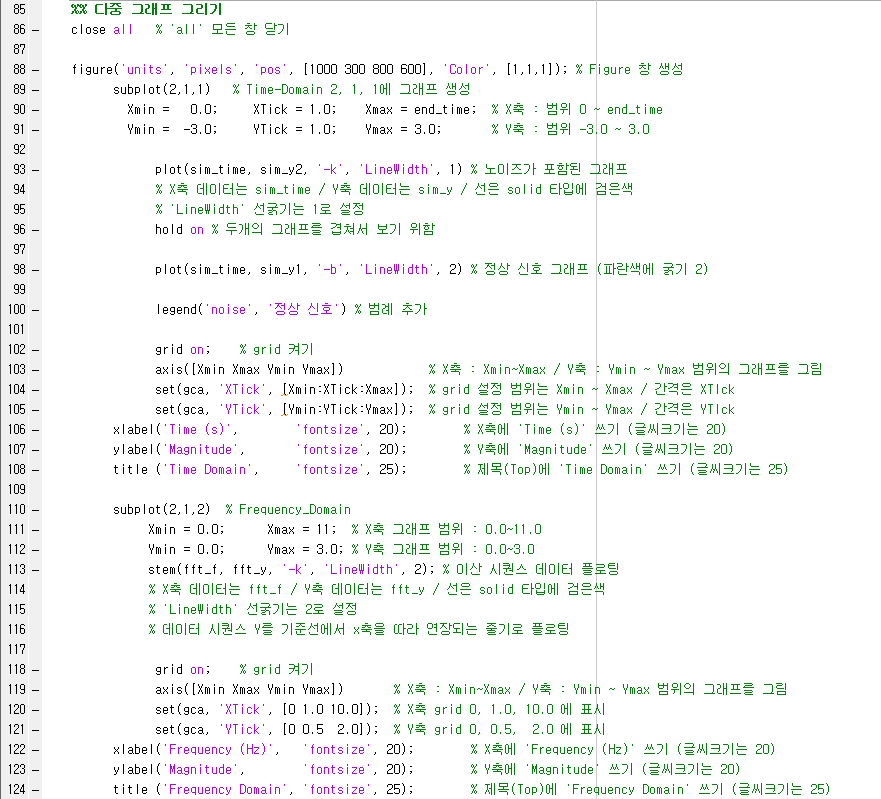 85 %% 다중 그래프 그리기
86 – close all % 'all' 모든 창 닫기
87
88 – figure('units', 'pixels', 'pos', [1000 300 800 600], 'Color', [1,1,1]); % Figure 창 생성
89 – subplot(2,1,1) % Time-Domain 2, 1, 1에 그래프 생성
90 – Xmin = 0.0; XTick = 1.0; Xmax = end_time; % X축 : 범위 0 ~ end_time
91 – Ymin = -3.0; YTick = 1.0; Ymax = 3.0; % Y축 : 범위 -3.0 ~ 3.0
92
93 – plot(sim_time, sim_y2, '-k', 'LineWidth', 1) % 노이즈가 포함된 그래프
94 % X축 데이터는 sim_time / Y축 데이터는 sim_y / 선은 solid 타입에 검은색
95 % 'LineWidth' 선굵기는 1로 설정
96 – hold on % 두개의 그래프를 겹쳐서 보기 위함
97
98 – plot(sim_time, sim_y1, '-b', 'LineWidth', 2) % 정상 신호 그래프 (파란색에 굵기 2)
99
100 – legend('noise', '정상 신호') % 범례 추가
101
102 – grid on; % grid 켜기
103 – axis([Xmin Xmax Ymin Ymax]) % X축 : Xmin~Xmax / Y축 : Ymin ~ Ymax 범위의 그래프를 그림
104 – set(gca, 'XTick', [Xmin:XTick:Xmax]); % grid 설정 범위는 Xmin ~ Xmax / 간격은 XTIck
105 – set(gca, 'YTick', [Ymin:YTick:Ymax]); % grid 설정 범위는 Ymin ~ Ymax / 간격은 YTIck
106 – xlabel('Time (s)', 'fontsize', 20); % X축에 'Time (s)' 쓰기 (글씨크기는 20)
107 – ylabel('Magnitude', 'fontsize', 20); % Y축에 'Magnitude' 쓰기 (글씨크기는 20)
108 – title ('Time Domain', 'fontsize', 25); % 제목(Top)에 'Time Domain' 쓰기 (글씨크기는 25)
109
110 – subplot(2,1,2) % Frequency_Domain
111 – Xmin = 0.0; Xmax = 11; % X축 그래프 범위 : 0.0~11.0
112 – Ymin = 0.0; Ymax = 3.0; % Y축 그래프 범위 : 0.0~3.0
113 – stem(fft_f, fft_y, '-k', 'LineWidth', 2); % 이산 시퀀스 데이터 플로팅
114 % X축 데이터는 fft_f / Y축 데이터는 fft_y / 선은 solid 타입에 검은색
115 % 'LineWidth' 선굵기는 2로 설정
116 % 데이터 시퀀스 Y를 기준선에서 x축을 따라 연장되는 줄기로 플로팅
117
118 – grid on; % grid 켜기
119 – axis([Xmin Xmax Ymin Ymax]) % X축 : Xmin~Xmax / Y축 : Ymin ~ Ymax 범위의 그래프를 그림
120 – set(gca, 'XTick', [0 1.0 10.0]); % X축 grid 0, 1.0, 10.0 에 표시
121 – set(gca, 'YTick', [0 0.5 2.0]); % Y축 grid 0, 0.5, 2.0 에 표시
122 – xlabel('Frequency (Hz)', 'fontsize', 20); % X축에 'Frequency (Hz)' 쓰기 (글씨크기는 20)
123 – ylabel('Magnitude', 'fontsize', 20); % Y축에 'Magnitude' 쓰기 (글씨크기는 20)
124 – title ('Frequency Domain', 'fontsize', 25); % 제목(Top)에 'Frequency Domain' 쓰기 (글씨크기는 25)